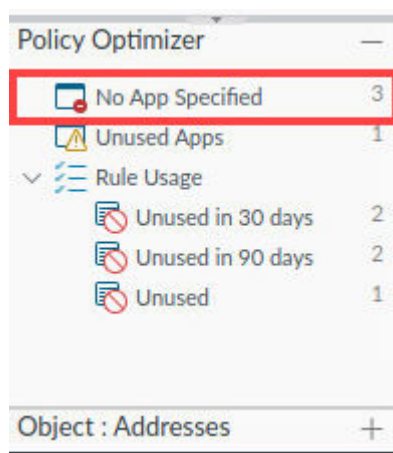 Policy Optimizer —
No App Specified 3
Unused Apps 1
Rule Usage
Unused in 30 days 2
Unused in 90 days 2
Unused 1
Object : Addresses +